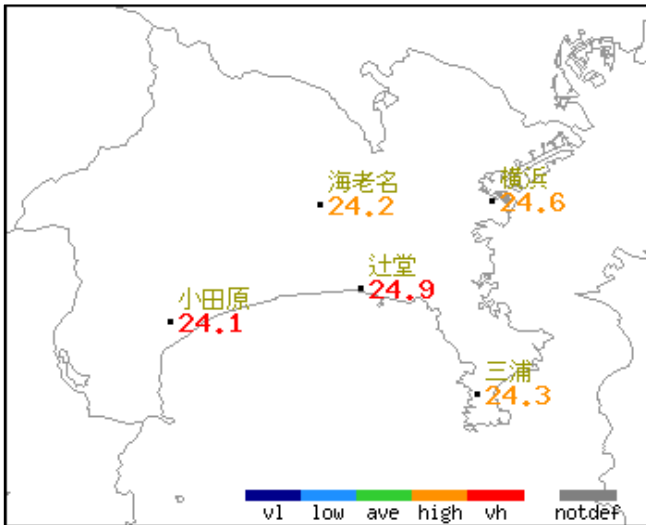 海老名
24.2
横浜
24.6
辻堂
24.9
小田原
24.1
三浦
24.3
vl low ave high vh notdef